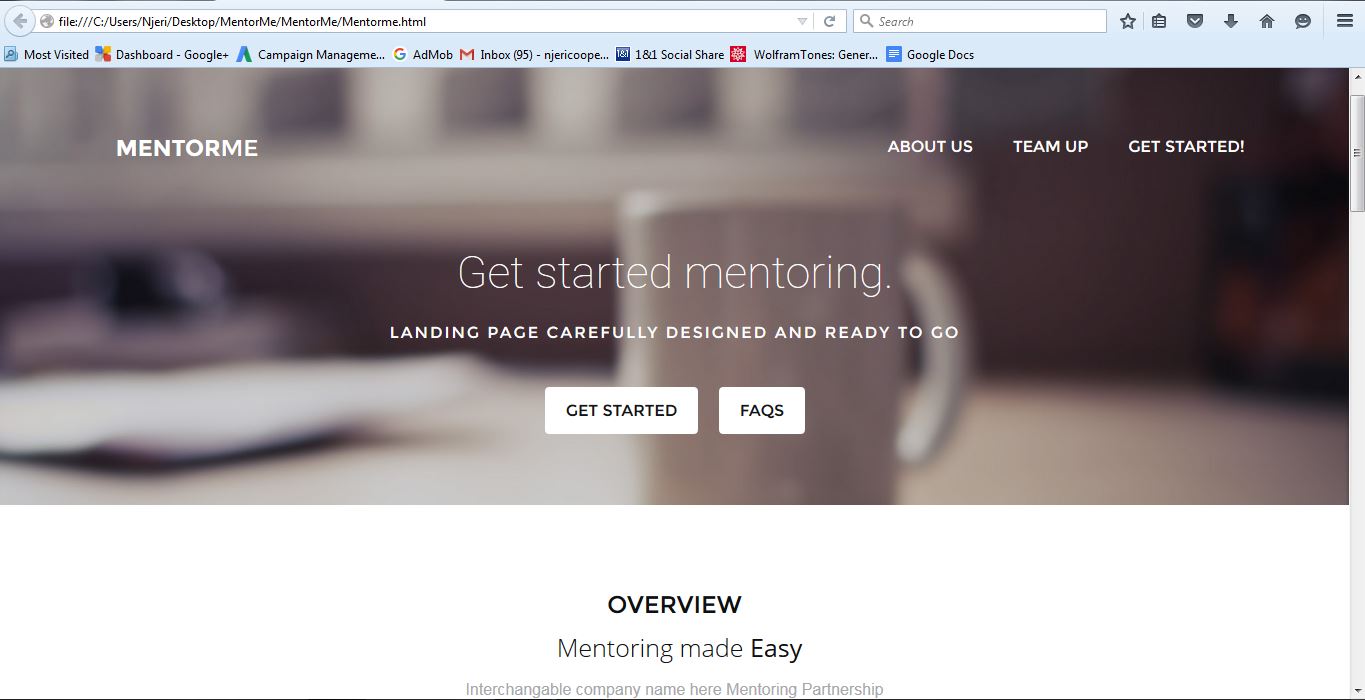 file:///C:/Users/Njeri/Desktop/MentorMe/MentorMe/Mentorme.html
Search
Most Visited Dashboard - Google+ Campaign Manageme... AdMob Inbox (95) - njericoope... 1&1 Social Share WolframTones: Gener... Google Docs
MENTORME ABOUT US TEAM UP GET STARTED!
Get started mentoring.
LANDING PAGE CAREFULLY DESIGNED AND READY TO GO
GET STARTED FAQS
OVERVIEW
Mentoring made Easy
Interchangable company name here Mentoring Partnership